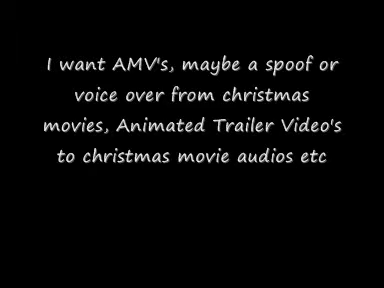 I want AMV's, maybe a spoof or
voice over from christmas
movies, Animated Trailer Video's
to christmas movie audios etc